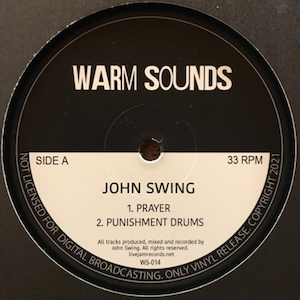 WARM SOUNDS
SIDE A
33 RPM
JOHN SWING
1. PRAYER
2. PUNISHMENT DRUMS
All tracks produced, mixed and recorded by
John Swing. All rights reserved.
livejamrecords.net
WS-014
NOT LICENSED FOR DIGITAL BROADCASTING. ONLY VINYL RELEASE. COPYRIGHT 2021